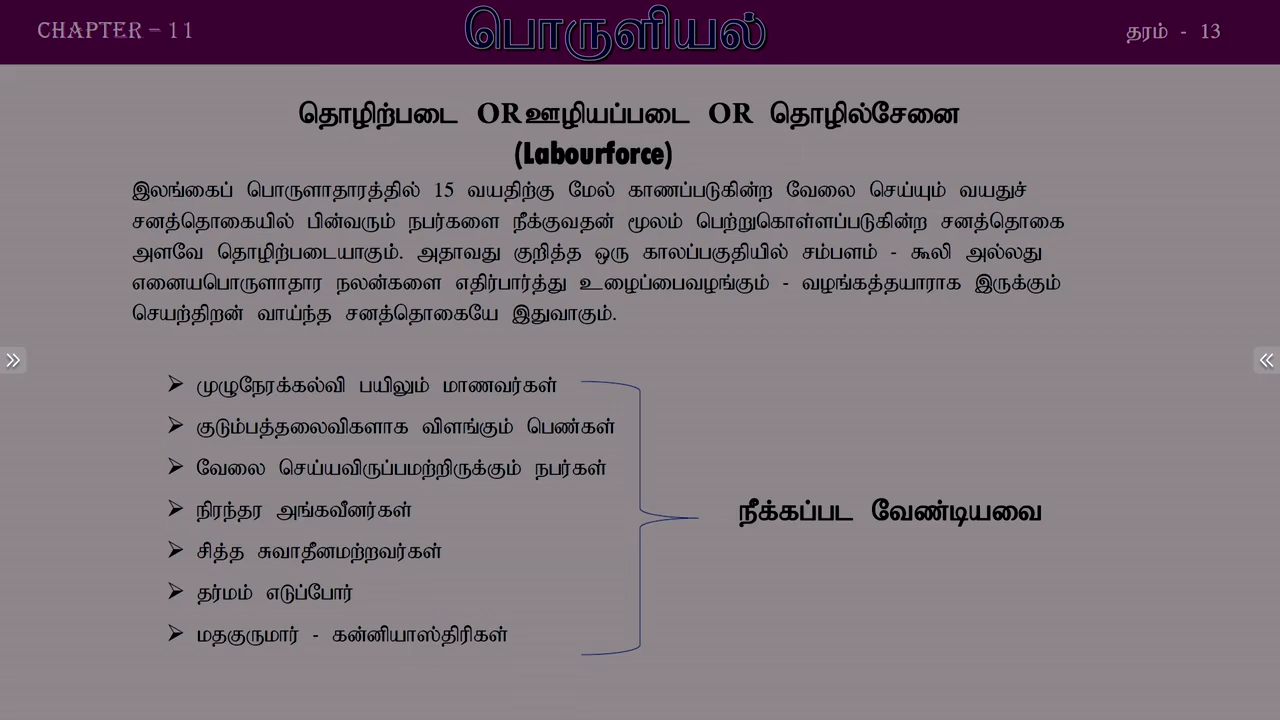 CHAPTER – 11
பொருளியல்
தரம் - 13
தொழிற்படை OR ஊழியப்படை OR தொழில்சேனை
(Labourforce)
இலங்கைப் பொருளாதாரத்தில் 15 வயதிற்கு மேல் காணப்படுகின்ற வேலை செய்யும் வயதுச்
சனத்தொகையில் பின்வரும் நபர்களை நீக்குவதன் மூலம் பெற்றுகொள்ளப்படுகின்ற சனத்தொகை
அளவே தொழிற்படையாகும். அதாவது குறித்த ஒரு காலப்பகுதியில் சம்பளம் - கூலி அல்லது
எனையபொருளாதார நலன்களை எதிர்பார்த்து உழைப்பைவழங்கும் - வழங்கத்தயாராக இருக்கும்
செயற்திறன் வாய்ந்த சனத்தொகையே இதுவாகும்.
➢ முழுநேரக்கல்வி பயிலும் மாணவர்கள்
➢ குடும்பத்தலைவிகளாக விளங்கும் பெண்கள்
➢ வேலை செய்யவிருப்பமற்றிருக்கும் நபர்கள்
➢ நிரந்தர அங்கவீனர்கள்
➢ சித்த சுவாதீனமற்றவர்கள்
➢ தர்மம் எடுப்போர்
➢ மதகுருமார் - கன்னியாஸ்திரிகள்
நீக்கப்பட வேண்டியவை